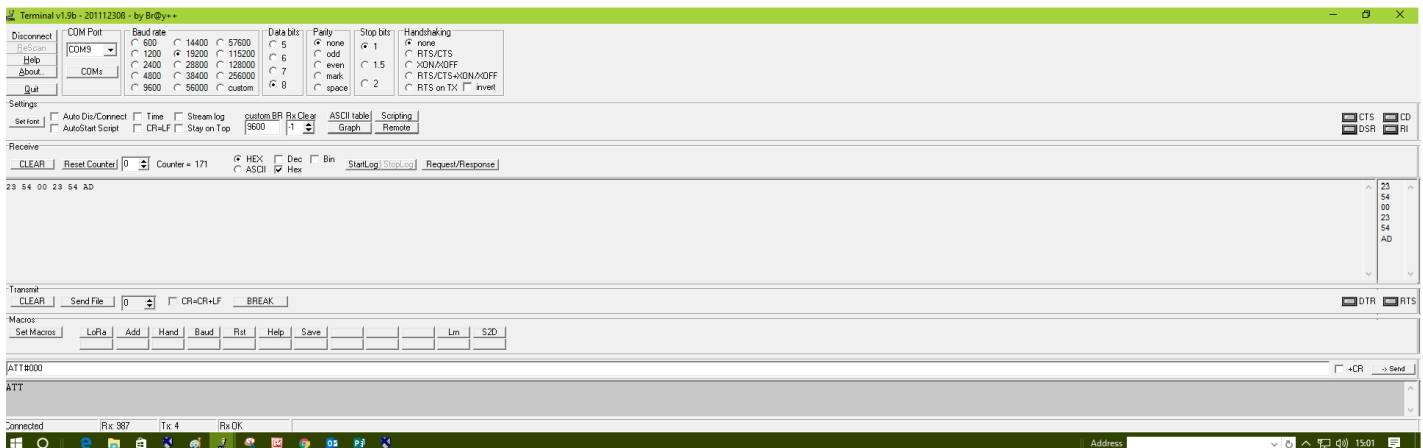 Terminal v1.9b - 20111230ß - by Br@y++
Disconnect
ReScan
Help
About..
Quit
COM Port
COM9
COMs
Baud rate
600 14400 57600
1200 19200 115200
2400 28800 128000
4800 38400 256000
9600 56000 custom
Data bits
5
6
7
8
Parity
none
odd
even
mark
space
Stop bits
1
1.5
2
Handshaking
none
RTS/CTS
XON/XOFF
RTS/CTS+XON/XOFF
RTS on TX invert
Settings
Set font
Auto Dis/Connect Time Stream log
AutoStart Script CR=LF Stay on Top
custom BR Rx Clear
9600 -1
ASCII table Scripting
Graph Remote
CTS CD
DSR RI
Receive
CLEAR Reset Counter 0 Counter = 171
HEX Dec Bin
ASCII Hex
StartLog StopLog Request/Response
23 54 00 23 54 AD
23
54
00
23
54
AD
Transmit
CLEAR Send File 0 CR=CR+LF BREAK
DTR RTS
Macros
Set Macros LoRa Add Hand Baud Rst Help Save Lrn S2D
ATT#000 +CR -> Send
ATT
Connected Rx: 987 Tx: 4 Rx OK
Address 15:01